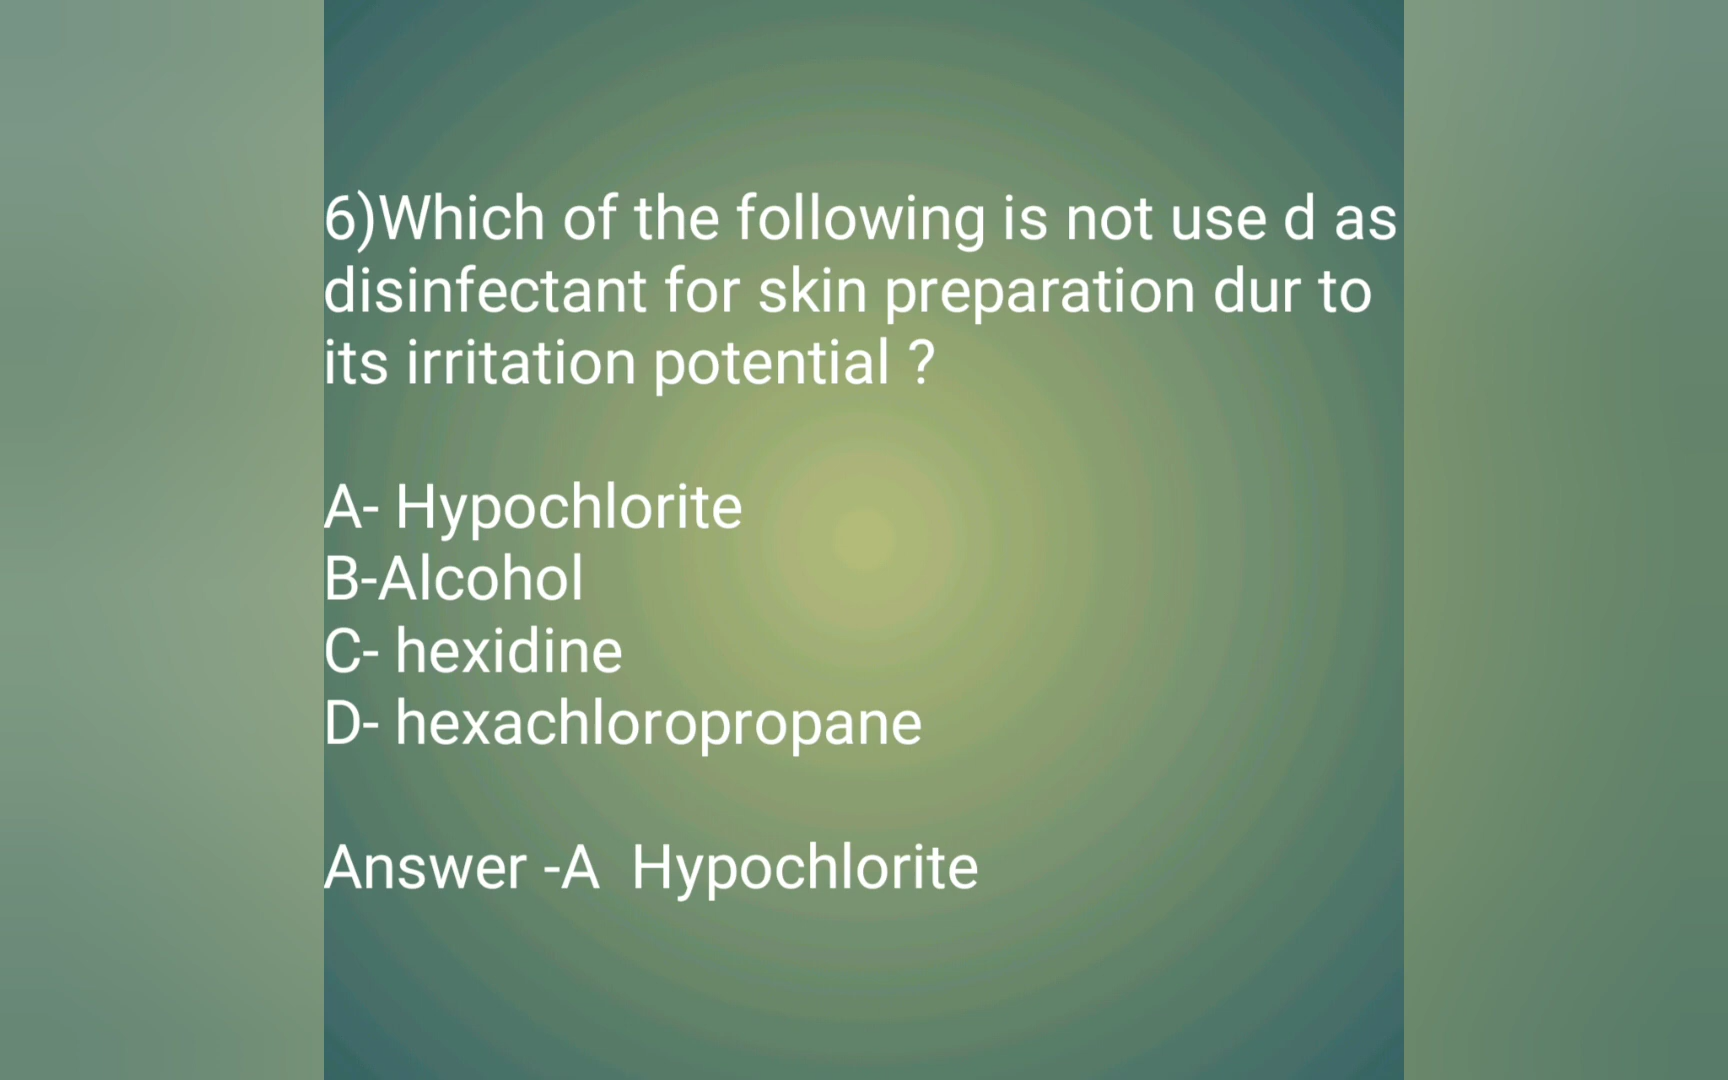 6)Which of the following is not use d as
disinfectant for skin preparation dur to
its irritation potential ?
A- Hypochlorite
B-Alcohol
C- hexidine
D- hexachloropropane
Answer -A  Hypochlorite